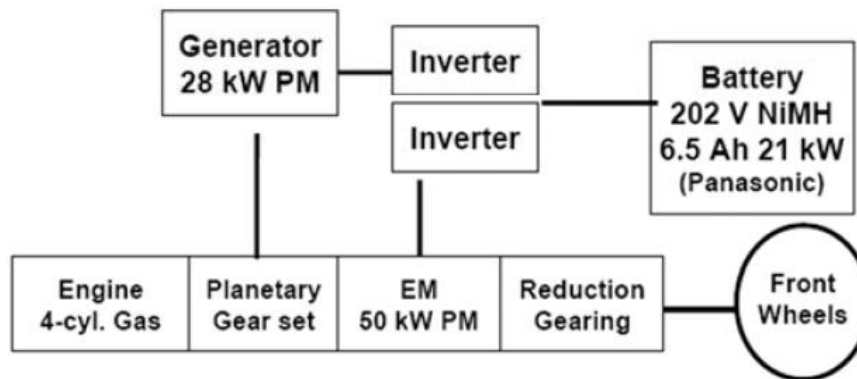 Generator
28 kW PM
Inverter
Inverter
Battery
202 V NiMH
6.5 Ah 21 kW
(Panasonic)
Engine
4-cyl. Gas
Planetary
Gear set
EM
50 kW PM
Reduction
Gearing
Front
Wheels